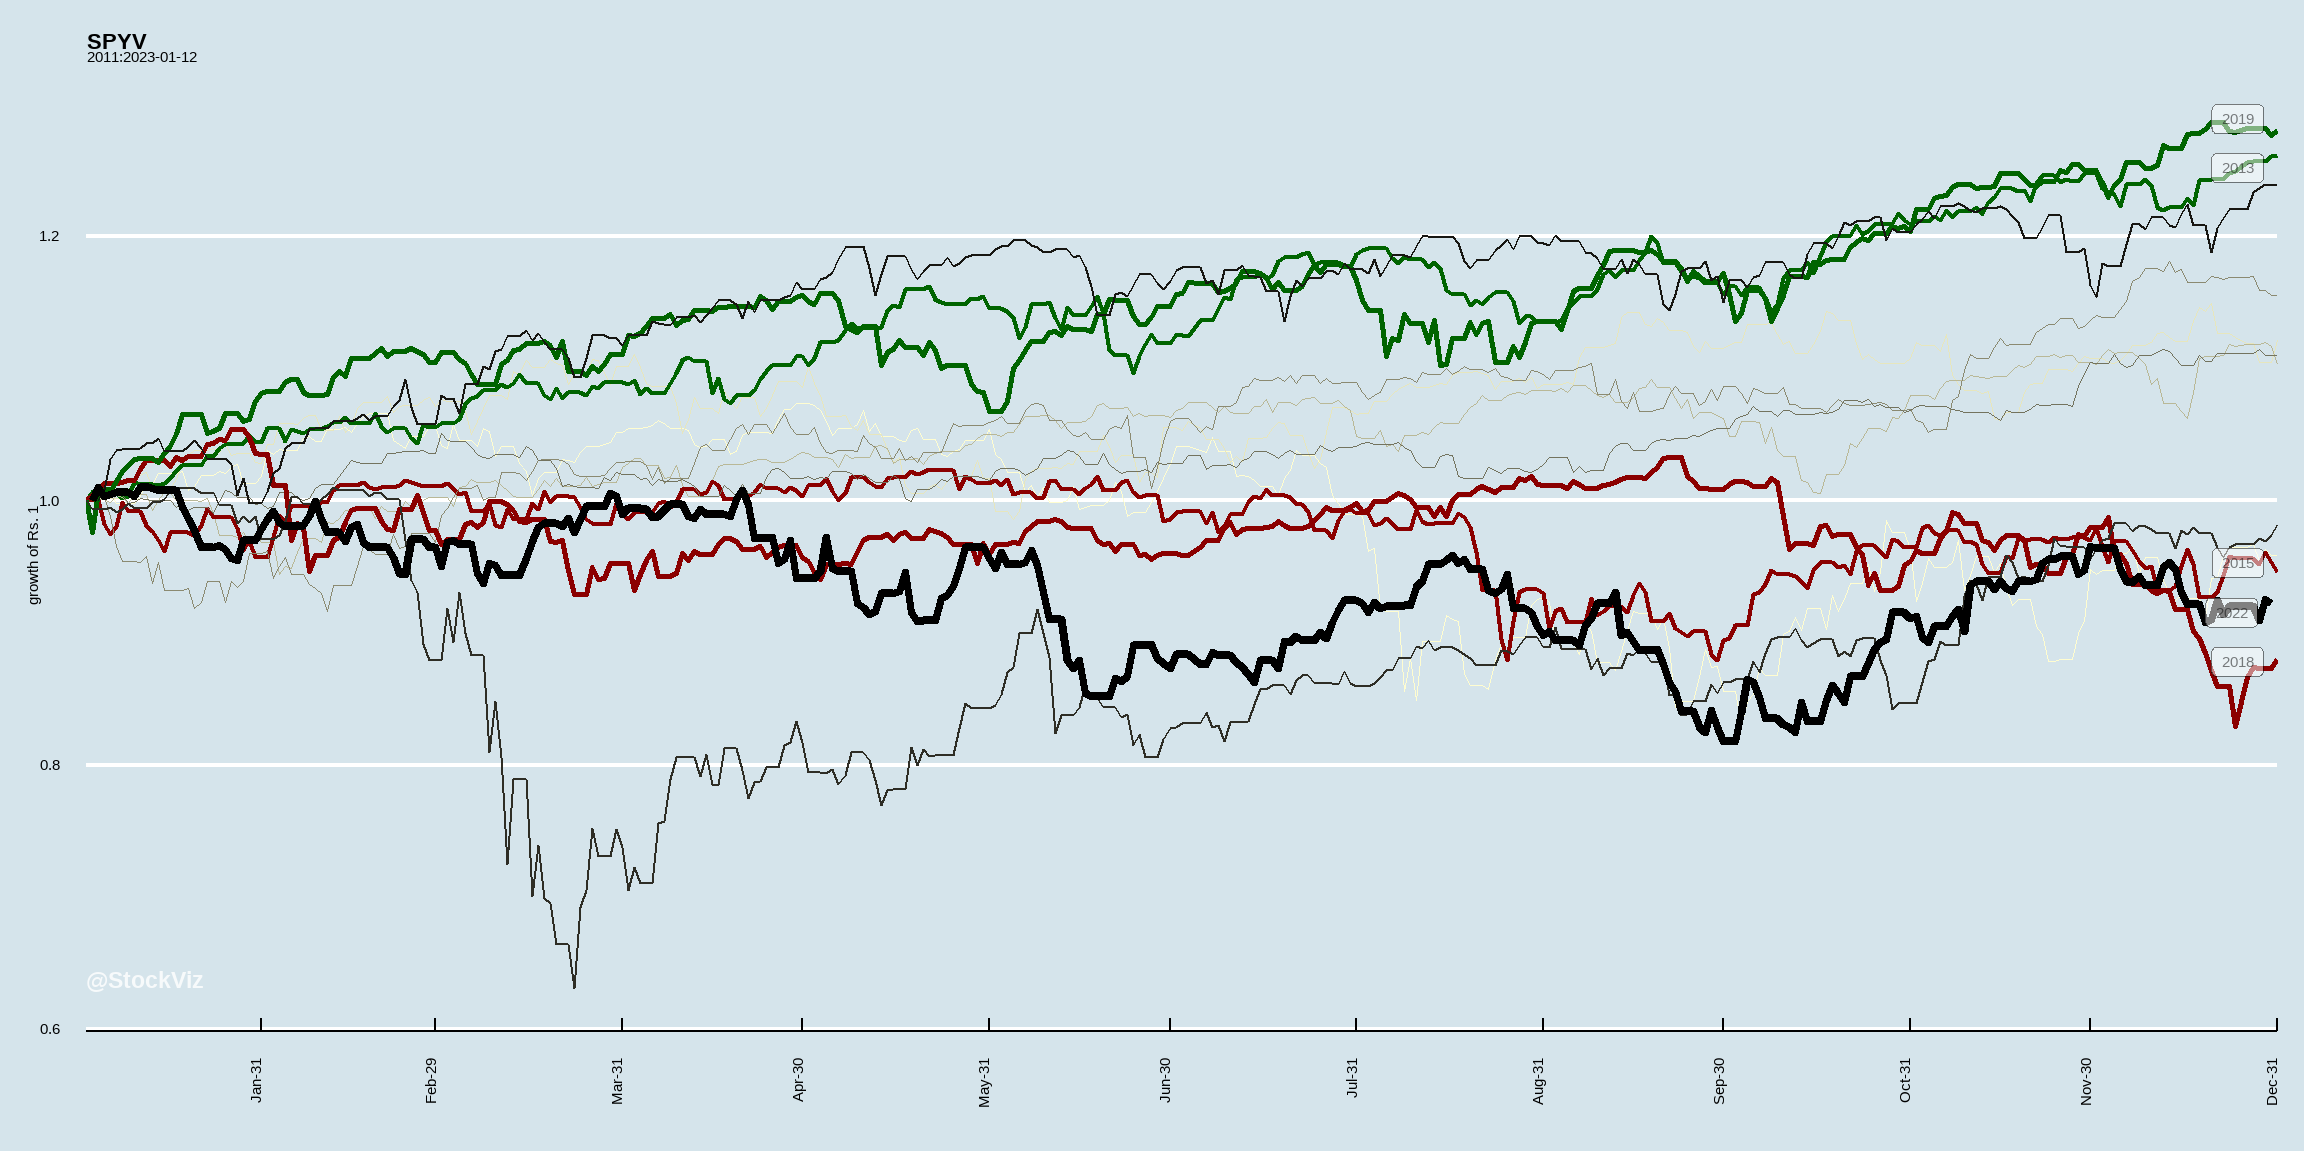 SPYV
2011:2023-01-12
2019
2013
1.2
1.0
growth of Rs. 1
2015
2022
2018
0.8
@StockViz
0.6
Jan-31
Feb-29
Mar-31
Apr-30
May-31
Jun-30
Jul-31
Aug-31
Sep-30
Oct-31
Nov-30
Dec-31